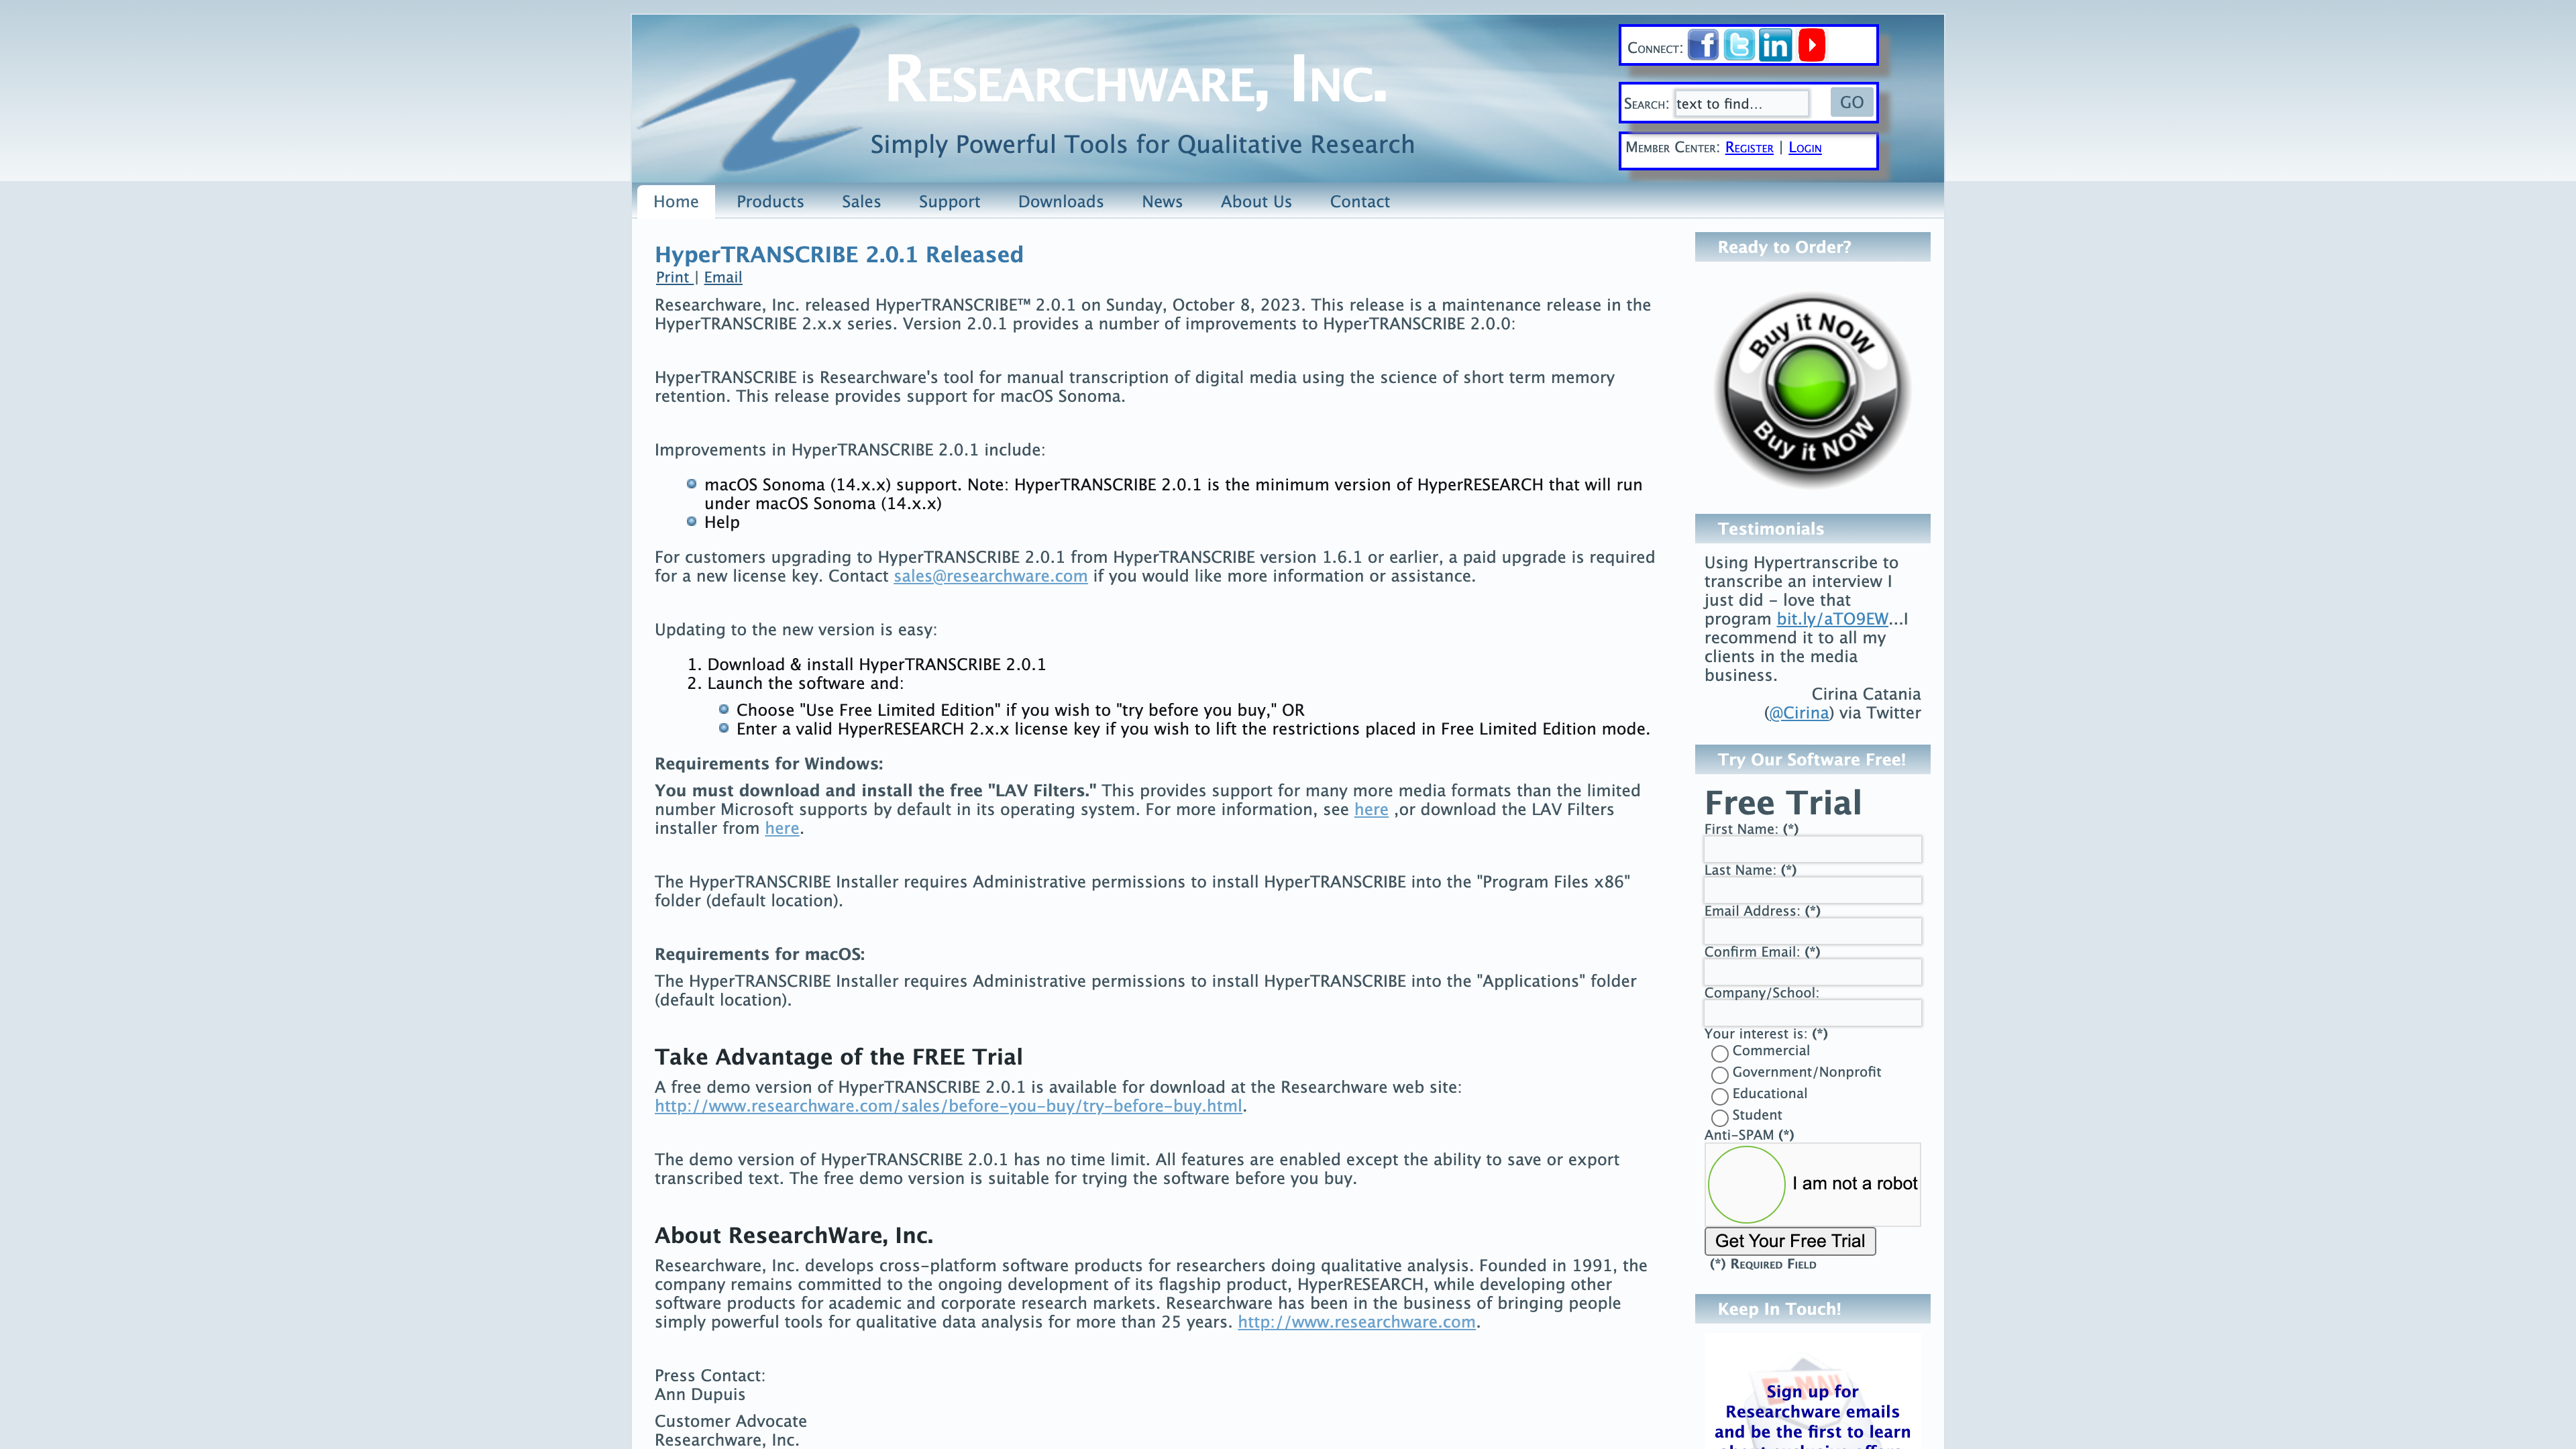 Researchware, Inc.
Simply Powerful Tools for Qualitative Research
Connect:
Search: text to find... GO
Member Center: Register | Login
Home Products Sales Support Downloads News About Us Contact
HyperTRANSCRIBE 2.0.1 Released
Print | Email
Researchware, Inc. released HyperTRANSCRIBE™ 2.0.1 on Sunday, October 8, 2023. This release is a maintenance release in the
HyperTRANSCRIBE 2.x.x series. Version 2.0.1 provides a number of improvements to HyperTRANSCRIBE 2.0.0:
HyperTRANSCRIBE is Researchware's tool for manual transcription of digital media using the science of short term memory
retention. This release provides support for macOS Sonoma.
Improvements in HyperTRANSCRIBE 2.0.1 include:
macOS Sonoma (14.x.x) support. Note: HyperTRANSCRIBE 2.0.1 is the minimum version of HyperRESEARCH that will run
under macOS Sonoma (14.x.x)
Help
For customers upgrading to HyperTRANSCRIBE 2.0.1 from HyperTRANSCRIBE version 1.6.1 or earlier, a paid upgrade is required
for a new license key. Contact sales@researchware.com if you would like more information or assistance.
Updating to the new version is easy:
1. Download & install HyperTRANSCRIBE 2.0.1
2. Launch the software and:
Choose "Use Free Limited Edition" if you wish to "try before you buy," OR
Enter a valid HyperRESEARCH 2.x.x license key if you wish to lift the restrictions placed in Free Limited Edition mode.
Requirements for Windows:
You must download and install the free "LAV Filters." This provides support for many more media formats than the limited
number Microsoft supports by default in its operating system. For more information, see here ,or download the LAV Filters
installer from here.
The HyperTRANSCRIBE Installer requires Administrative permissions to install HyperTRANSCRIBE into the "Program Files x86"
folder (default location).
Requirements for macOS:
The HyperTRANSCRIBE Installer requires Administrative permissions to install HyperTRANSCRIBE into the "Applications" folder
(default location).
Take Advantage of the FREE Trial
A free demo version of HyperTRANSCRIBE 2.0.1 is available for download at the Researchware web site:
http://www.researchware.com/sales/before-you-buy/try-before-buy.html.
The demo version of HyperTRANSCRIBE 2.0.1 has no time limit. All features are enabled except the ability to save or export
transcribed text. The free demo version is suitable for trying the software before you buy.
About ResearchWare, Inc.
Researchware, Inc. develops cross-platform software products for researchers doing qualitative analysis. Founded in 1991, the
company remains committed to the ongoing development of its flagship product, HyperRESEARCH, while developing other
software products for academic and corporate research markets. Researchware has been in the business of bringing people
simply powerful tools for qualitative data analysis for more than 25 years. http://www.researchware.com.
Press Contact:
Ann Dupuis
Customer Advocate
Researchware, Inc.
Ready to Order?
Buy it NOW
Buy it NOW
Testimonials
Using Hypertranscribe to
transcribe an interview I
just did - love that
program bit.ly/aTO9EW...I
recommend it to all my
clients in the media
business.
Cirina Catania
(@Cirina) via Twitter
Try Our Software Free!
Free Trial
First Name: (*)
Last Name: (*)
Email Address: (*)
Confirm Email: (*)
Company/School:
Your interest is: (*)
Commercial
Government/Nonprofit
Educational
Student
Anti-SPAM (*)
I am not a robot
Get Your Free Trial
(*) Required Field
Keep In Touch!
E-MAIL
Sign up for
Researchware emails
and be the first to learn